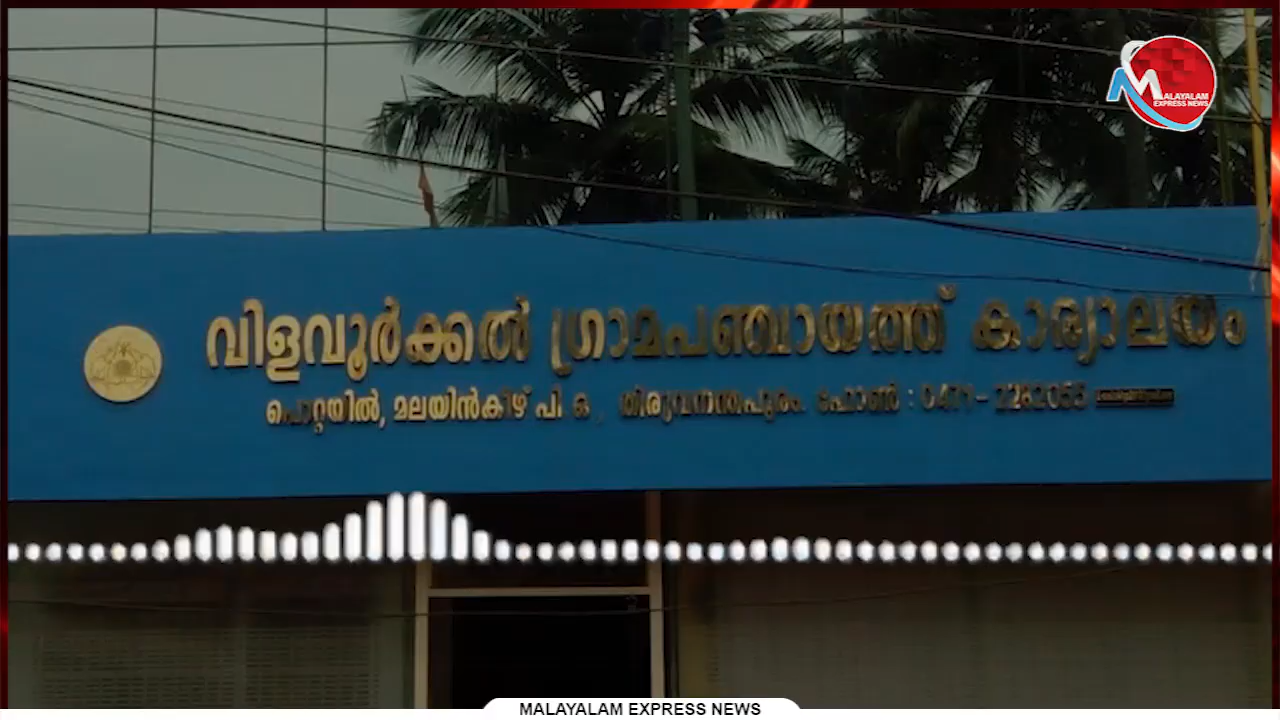 MALAYALAM
EXPRESS NEWS
വിളവൂർക്കൽ ഗ്രാമപഞ്ചായത്ത് കാര്യാലയം
പൊറ്റയിൽ, മലയിൻകീഴ് പി ഒ , തിരുവനന്തപുരം ഫോൺ : 0471-2282055
MALAYALAM EXPRESS NEWS